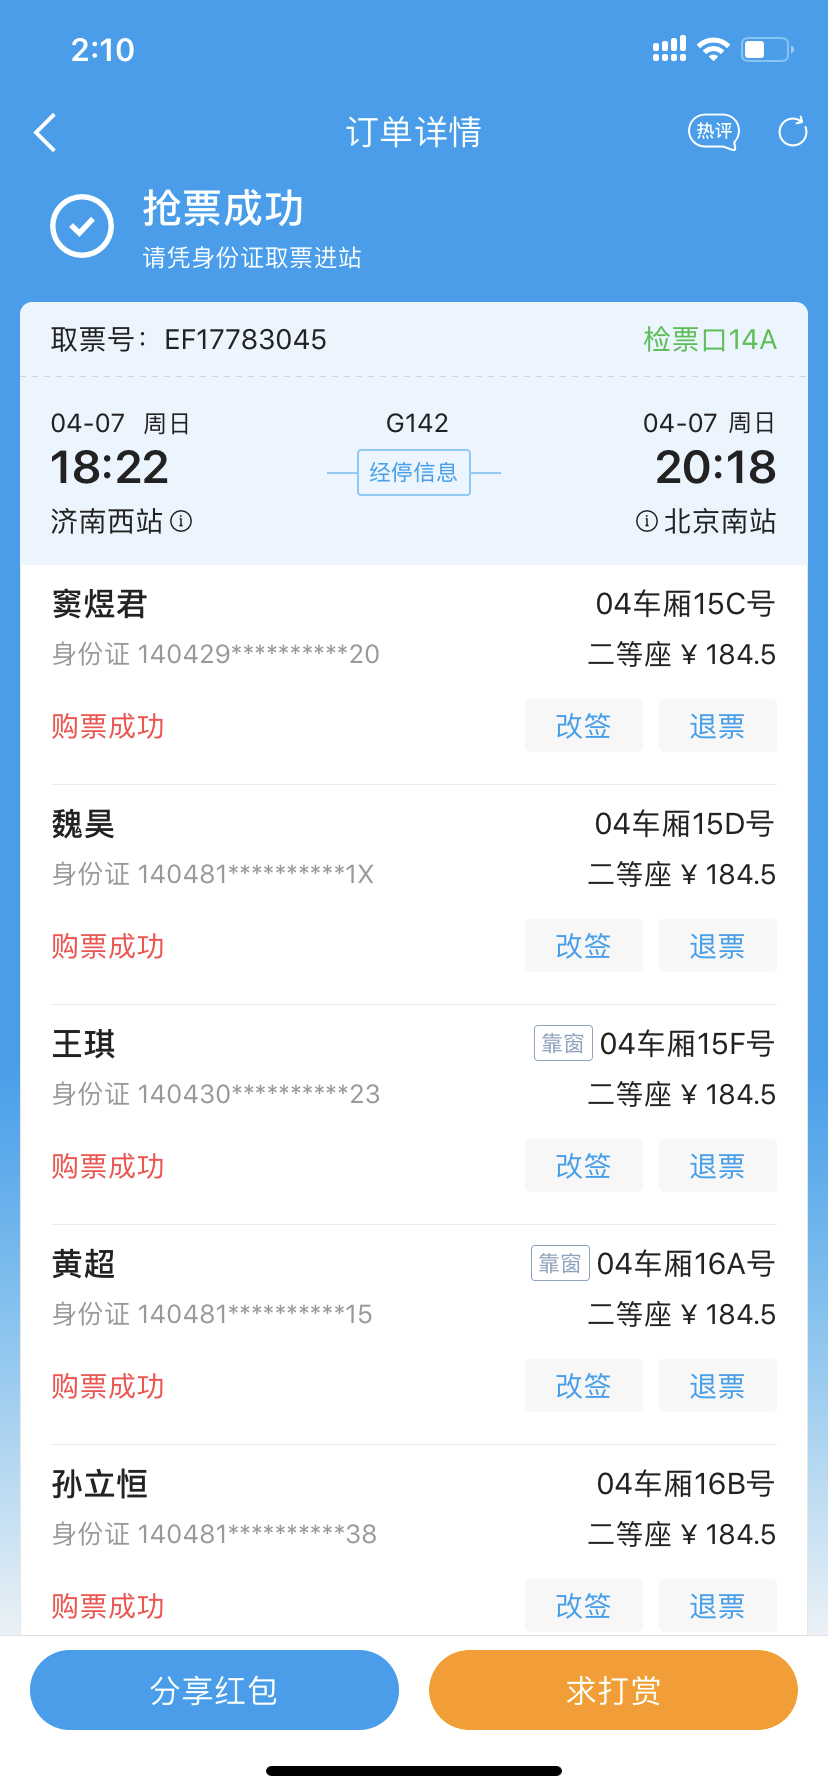 2:10
订单详情
热评
抢票成功
请凭身份证取票进站
取票号：EF17783045
检票口14A
04-07 周日
G142
04-07 周日
18:22
经停信息
20:18
济南西站
北京南站
窦煜君
04车厢15C号
身份证 140429**********20
二等座 ¥ 184.5
购票成功
改签
退票
魏昊
04车厢15D号
身份证 140481**********1X
二等座 ¥ 184.5
购票成功
改签
退票
王琪
靠窗 04车厢15F号
身份证 140430**********23
二等座 ¥ 184.5
购票成功
改签
退票
黄超
靠窗 04车厢16A号
身份证 140481**********15
二等座 ¥ 184.5
购票成功
改签
退票
孙立恒
04车厢16B号
身份证 140481**********38
二等座 ¥ 184.5
购票成功
改签
退票
分享红包
求打赏